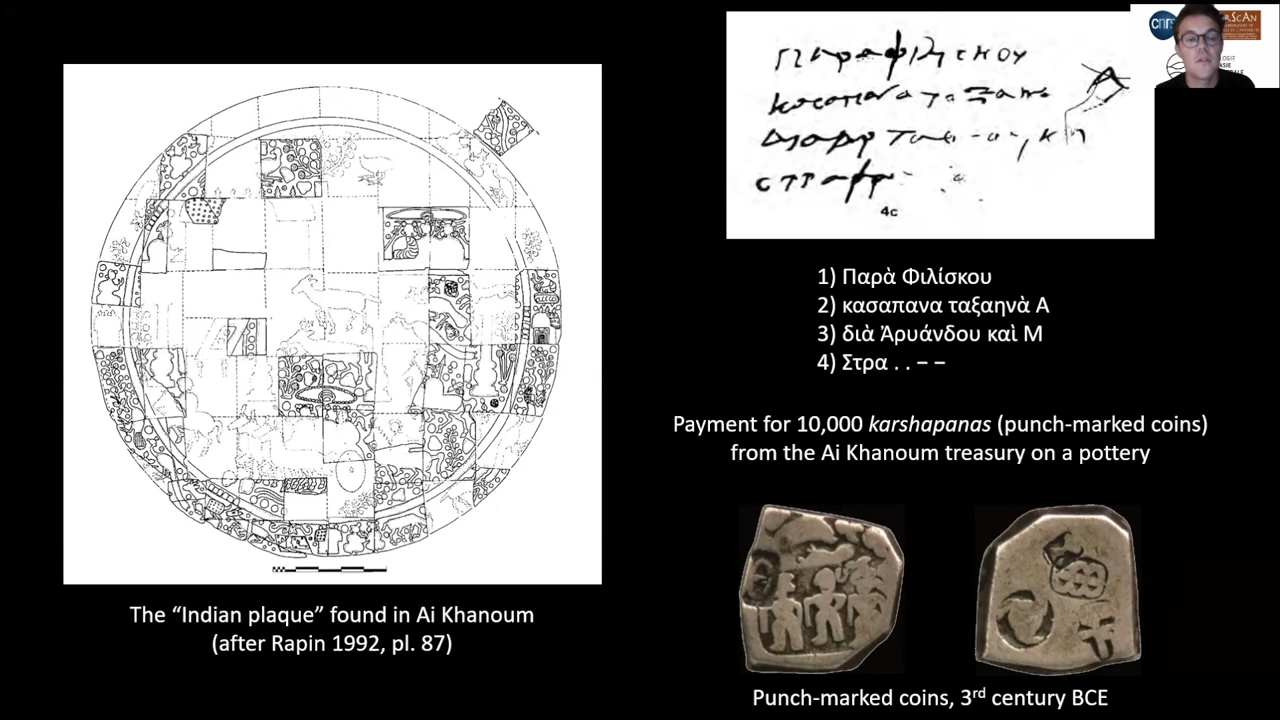 The “Indian plaque” found in Ai Khanoum
(after Rapin 1992, pl. 87)
4c
1) Παρὰ Φιλίσκου
2) κασαπανα ταξαηνὰ Α
3) διὰ Ἀρυάνδου καὶ Μ
4) Στρα . . – –
Payment for 10,000 karshapanas (punch-marked coins)
from the Ai Khanoum treasury on a pottery
Punch-marked coins, 3rd century BCE
cnrs